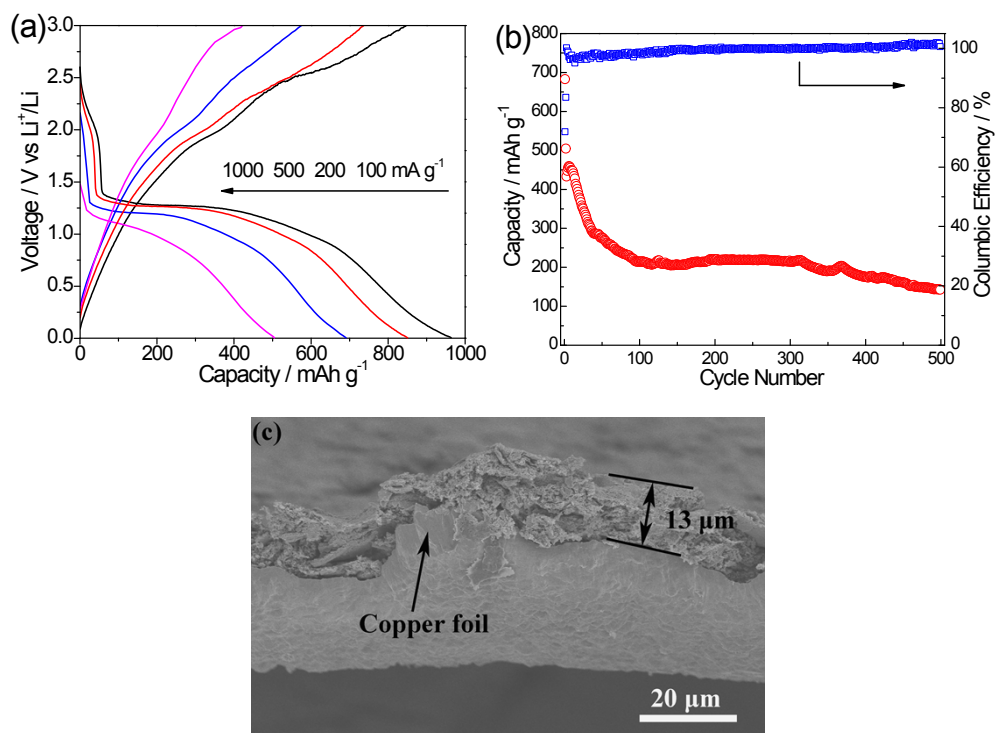 (a)
3.0
2.5
2.0
1.5
1.0
0.5
0.0
Voltage / V vs Li⁺/Li
1000 500 200 100 mA g⁻¹
0 200 400 600 800 1000
Capacity / mAh g⁻¹
(b)
800
700
600
500
400
300
200
100
0
Capacity / mAh g⁻¹
100
80
60
40
20
0
Columbic Efficiency / %
0 100 200 300 400 500
Cycle Number
(c)
13 μm
Copper foil
20 μm